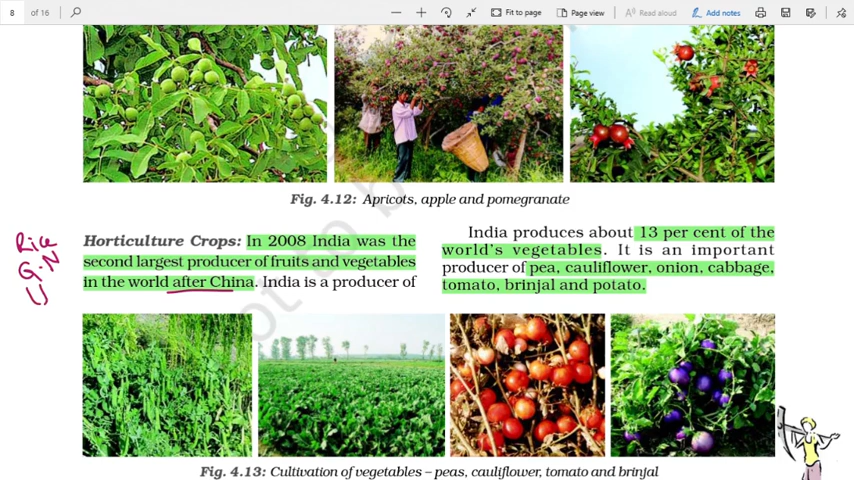 8 of 16
Fit to page
Page view
Read aloud
Add notes
Fig. 4.12: Apricots, apple and pomegranate
Rice
G.N
Horticulture Crops: In 2008 India was the
second largest producer of fruits and vegetables
in the world after China. India is a producer of
India produces about 13 per cent of the
world's vegetables. It is an important
producer of pea, cauliflower, onion, cabbage,
tomato, brinjal and potato.
Fig. 4.13: Cultivation of vegetables – peas, cauliflower, tomato and brinjal